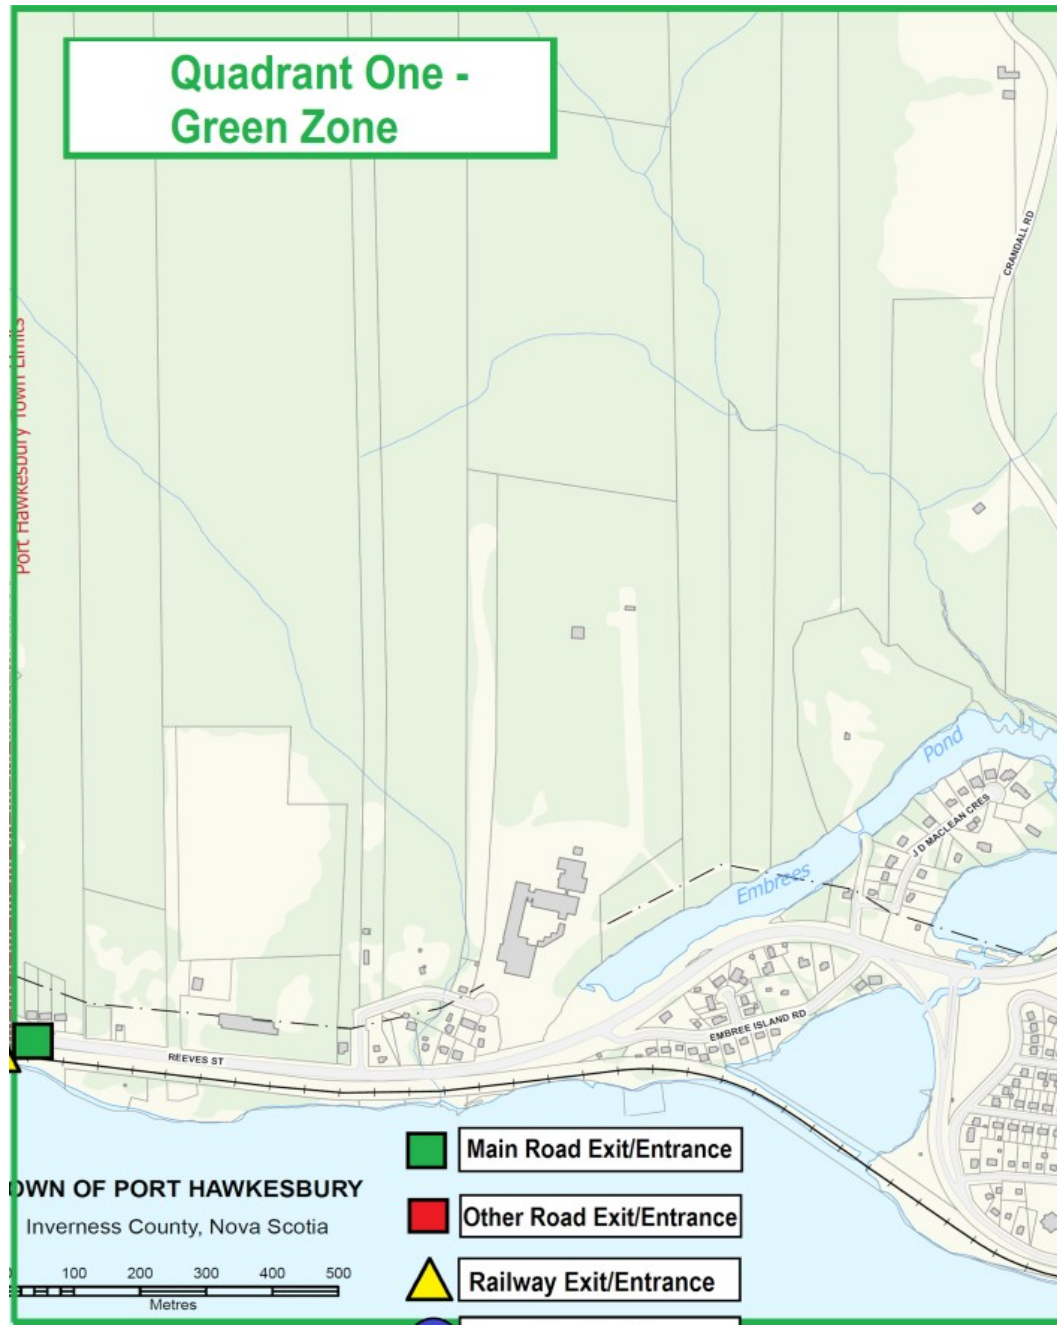 Quadrant One -
Green Zone
CRANDALL RD
Port Hawkesbury Town Limits
Pond
J D MACLEAN CRES
Embrees
EMBREE ISLAND RD
REEVES ST
Main Road Exit/Entrance
OWN OF PORT HAWKESBURY
Other Road Exit/Entrance
Inverness County, Nova Scotia
Railway Exit/Entrance
0 100 200 300 400 500
Metres